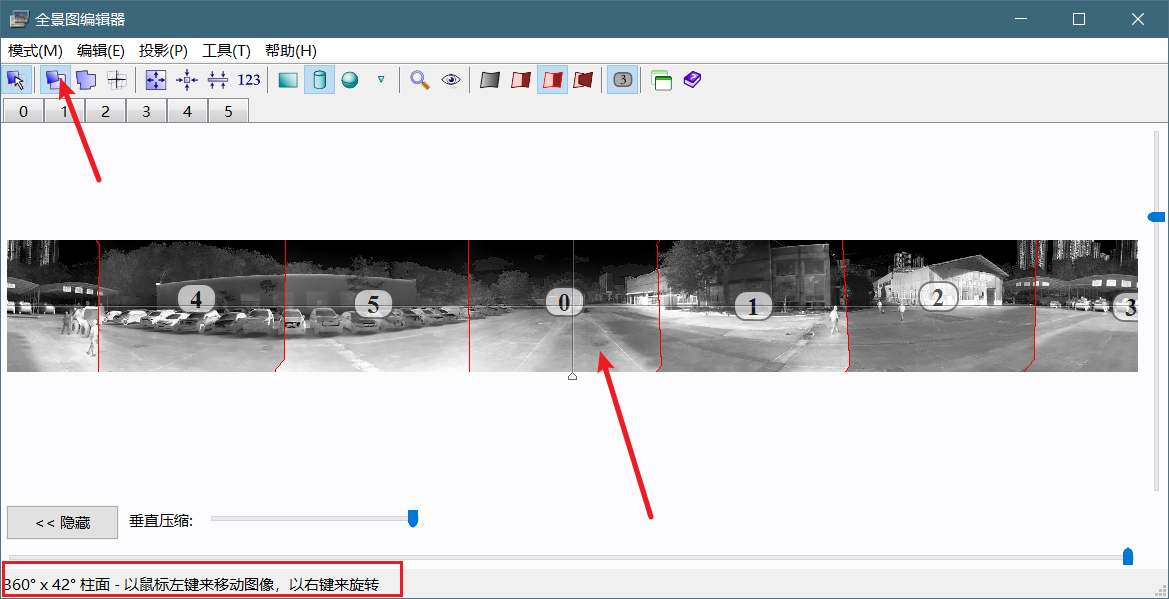 全景图编辑器
模式(M) 编辑(E) 投影(P) 工具(T) 帮助(H)
123 3
0 1 2 3 4 5
4 5 0 1 2 3
<< 隐藏 垂直压缩:
360° x 42° 柱面 - 以鼠标左键来移动图像，以右键来旋转